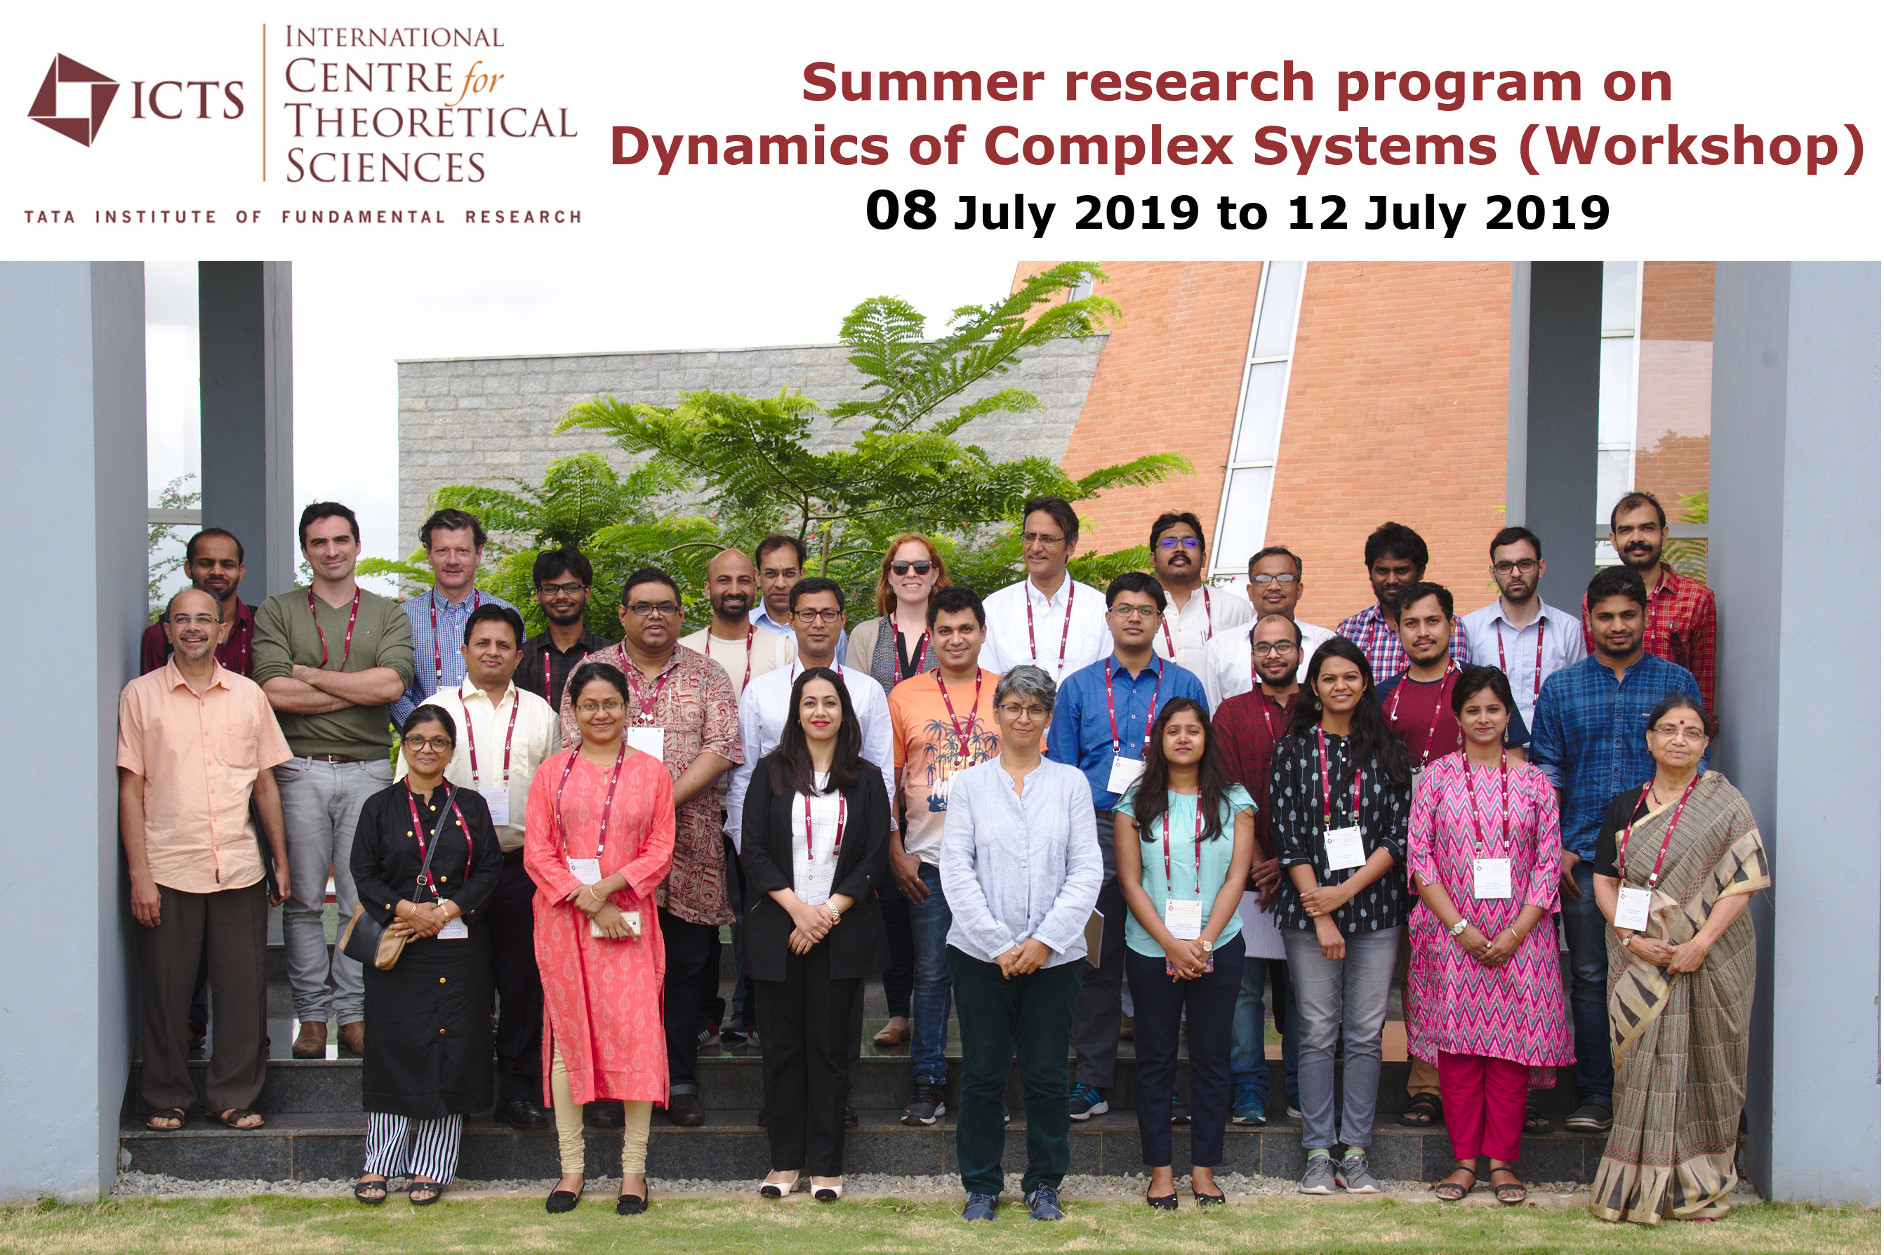 ICTS
INTERNATIONAL
CENTRE for
THEORETICAL
SCIENCES
TATA INSTITUTE OF FUNDAMENTAL RESEARCH
Summer research program on
Dynamics of Complex Systems (Workshop)
08 July 2019 to 12 July 2019